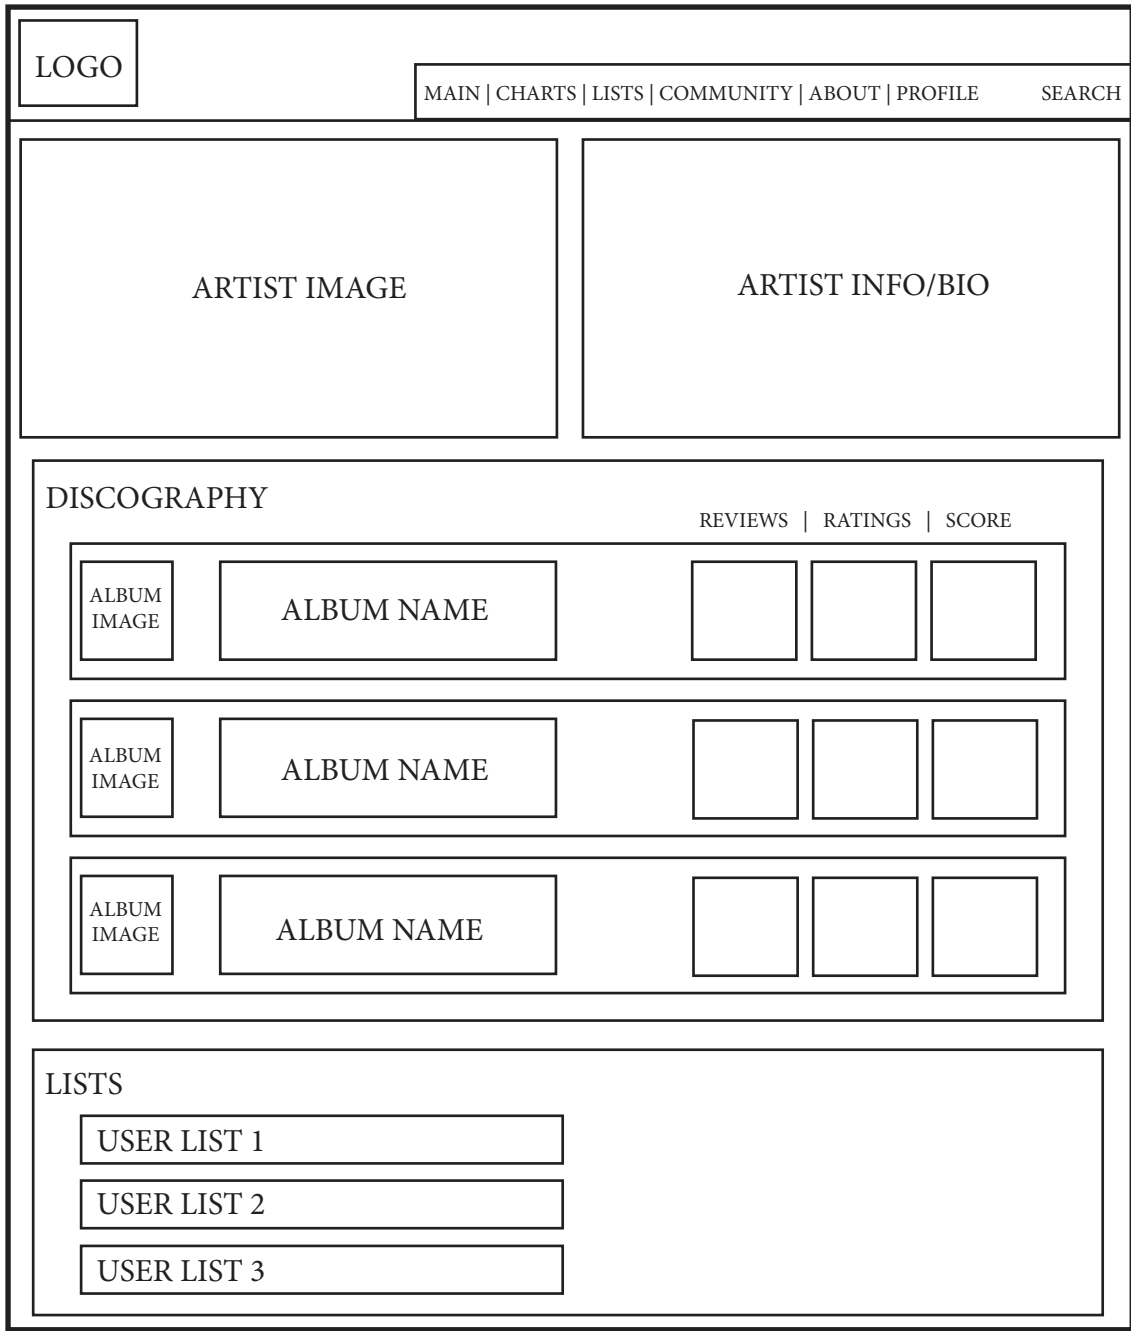 LOGO
MAIN | CHARTS | LISTS | COMMUNITY | ABOUT | PROFILE SEARCH
ARTIST IMAGE
ARTIST INFO/BIO
DISCOGRAPHY
REVIEWS | RATINGS | SCORE
ALBUM
IMAGE
ALBUM NAME
ALBUM
IMAGE
ALBUM NAME
ALBUM
IMAGE
ALBUM NAME
LISTS
USER LIST 1
USER LIST 2
USER LIST 3